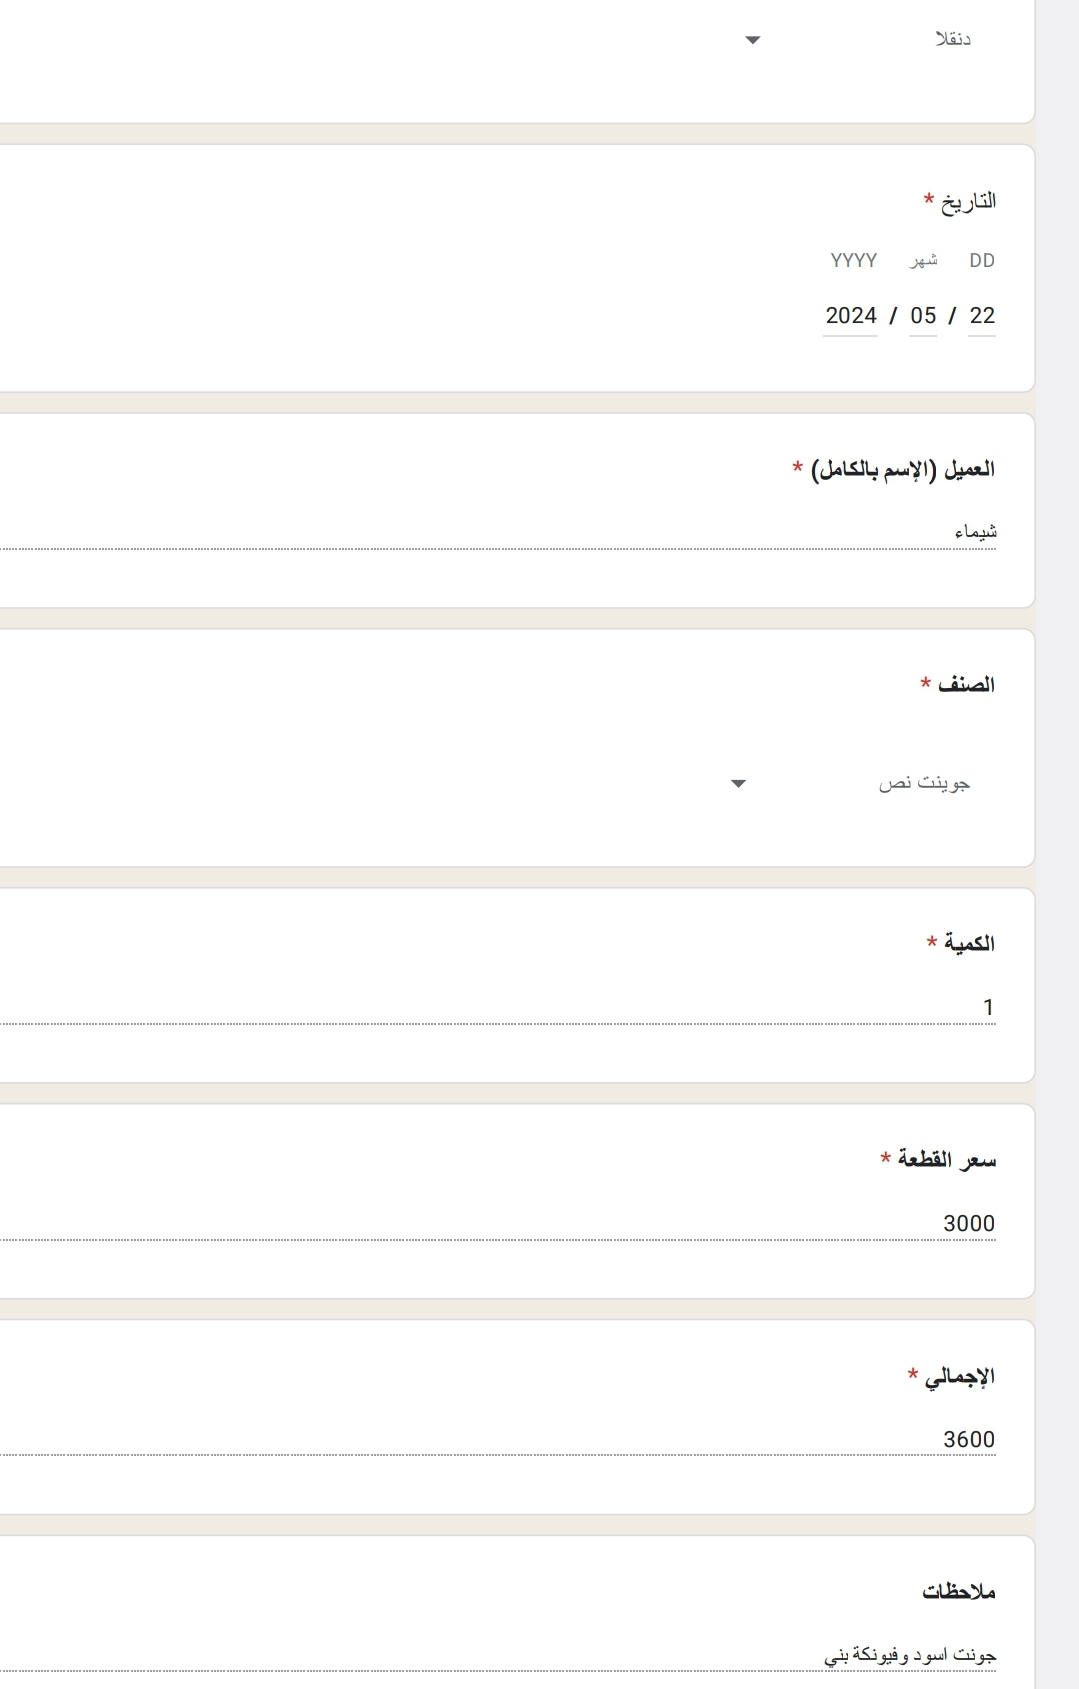 دنقلا
التاريخ *
DD شهر YYYY
22 / 05 / 2024
العميل (الإسم بالكامل) *
شيماء
الصنف *
جوينت نص
الكمية *
1
سعر القطعة *
3000
الإجمالي *
3600
ملاحظات
جونت اسود وفيونكة بني